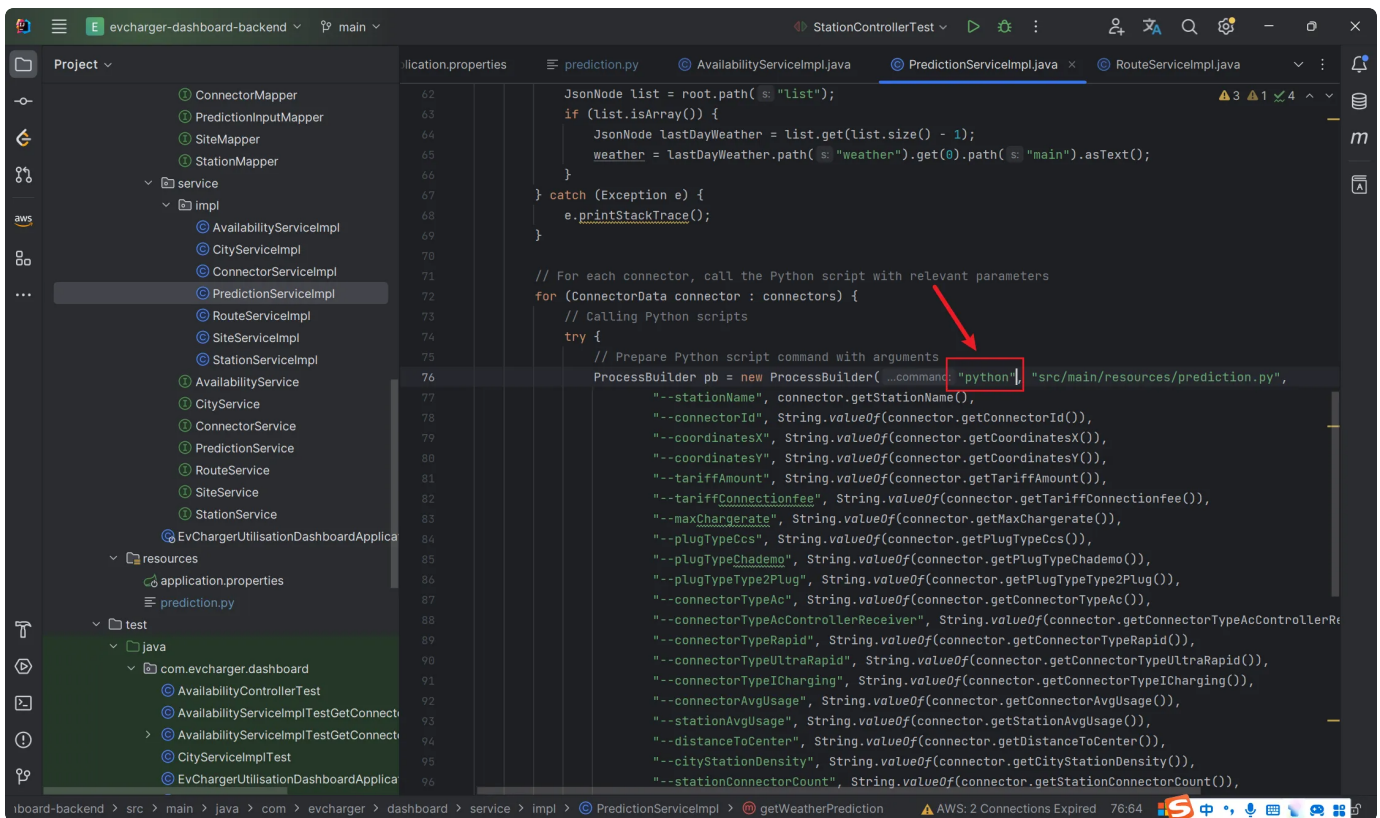 E evcharger-dashboard-backend main StationControllerTest
Project
lication.properties prediction.py AvailabilityServiceImpl.java PredictionServiceImpl.java RouteServiceImpl.java
ConnectorMapper
PredictionInputMapper
SiteMapper
StationMapper
service
impl
AvailabilityServiceImpl
CityServiceImpl
ConnectorServiceImpl
PredictionServiceImpl
RouteServiceImpl
SiteServiceImpl
StationServiceImpl
AvailabilityService
CityService
ConnectorService
PredictionService
RouteService
SiteService
StationService
EvChargerUtilisationDashboardApplica
resources
application.properties
prediction.py
test
java
com.evcharger.dashboard
AvailabilityControllerTest
AvailabilityServiceImplTestGetConnect
AvailabilityServiceImplTestGetConnect
CityServiceImplTest
EvChargerUtilisationDashboardApplica
aws
3 1 4
62 JsonNode list = root.path( s: "list");
63 if (list.isArray()) {
64 JsonNode lastDayWeather = list.get(list.size() - 1);
65 weather = lastDayWeather.path( s: "weather").get(0).path( s: "main").asText();
66 }
67 } catch (Exception e) {
68 e.printStackTrace();
69 }
70
71 // For each connector, call the Python script with relevant parameters
72 for (ConnectorData connector : connectors) {
73 // Calling Python scripts
74 try {
75 // Prepare Python script command with arguments
76 ProcessBuilder pb = new ProcessBuilder( ...command: "python", "src/main/resources/prediction.py",
77 "--stationName", connector.getStationName(),
78 "--connectorId", String.valueOf(connector.getConnectorId()),
79 "--coordinatesX", String.valueOf(connector.getCoordinatesX()),
80 "--coordinatesY", String.valueOf(connector.getCoordinatesY()),
81 "--tariffAmount", String.valueOf(connector.getTariffAmount()),
82 "--tariffConnectionfee", String.valueOf(connector.getTariffConnectionfee()),
83 "--maxChargerate", String.valueOf(connector.getMaxChargerate()),
84 "--plugTypeCcs", String.valueOf(connector.getPlugTypeCcs()),
85 "--plugTypeChademo", String.valueOf(connector.getPlugTypeChademo()),
86 "--plugTypeType2Plug", String.valueOf(connector.getPlugTypeType2Plug()),
87 "--connectorTypeAc", String.valueOf(connector.getConnectorTypeAc()),
88 "--connectorTypeAcControllerReceiver", String.valueOf(connector.getConnectorTypeAcControllerRe
89 "--connectorTypeRapid", String.valueOf(connector.getConnectorTypeRapid()),
90 "--connectorTypeUltraRapid", String.valueOf(connector.getConnectorTypeUltraRapid()),
91 "--connectorTypeICharging", String.valueOf(connector.getConnectorTypeICharging()),
92 "--connectorAvgUsage", String.valueOf(connector.getConnectorAvgUsage()),
93 "--stationAvgUsage", String.valueOf(connector.getStationAvgUsage()),
94 "--distanceToCenter", String.valueOf(connector.getDistanceToCenter()),
95 "--cityStationDensity", String.valueOf(connector.getCityStationDensity()),
96 "--stationConnectorCount", String.valueOf(connector.getStationConnectorCount()),
m
board-backend > src > main > java > com > evcharger > dashboard > service > impl > PredictionServiceImpl > getWeatherPrediction AWS: 2 Connections Expired 76:64 中